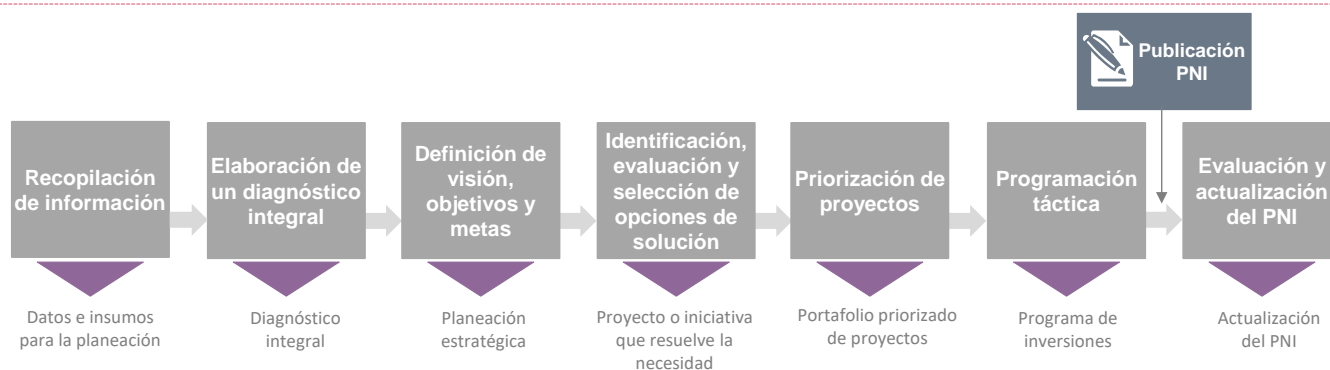 Publicación
PNI
Recopilación
de información
Elaboración de
un diagnóstico
integral
Definición de
visión,
objetivos y
metas
Identificación,
evaluación y
selección de
opciones de
solución
Priorización de
proyectos
Programación
táctica
Evaluación y
actualización
del PNI
Datos e insumos
para la planeación
Diagnóstico
integral
Planeación
estratégica
Proyecto o iniciativa
que resuelve la
necesidad
Portafolio priorizado
de proyectos
Programa de
inversiones
Actualización
del PNI